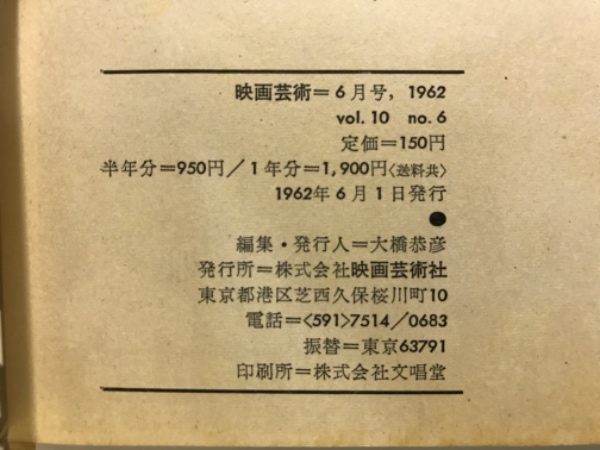 映画芸術＝6月号，1962
vol. 10 no. 6
定価＝150円
半年分＝950円／1年分＝1,900円〈送料共〉
1962年6月1日発行
●
編集・発行人＝大橋恭彦
発行所＝株式会社映画芸術社
東京都港区芝西久保桜川町10
電話＝〈591〉7514／0683
振替＝東京63791
印刷所＝株式会社文唱堂